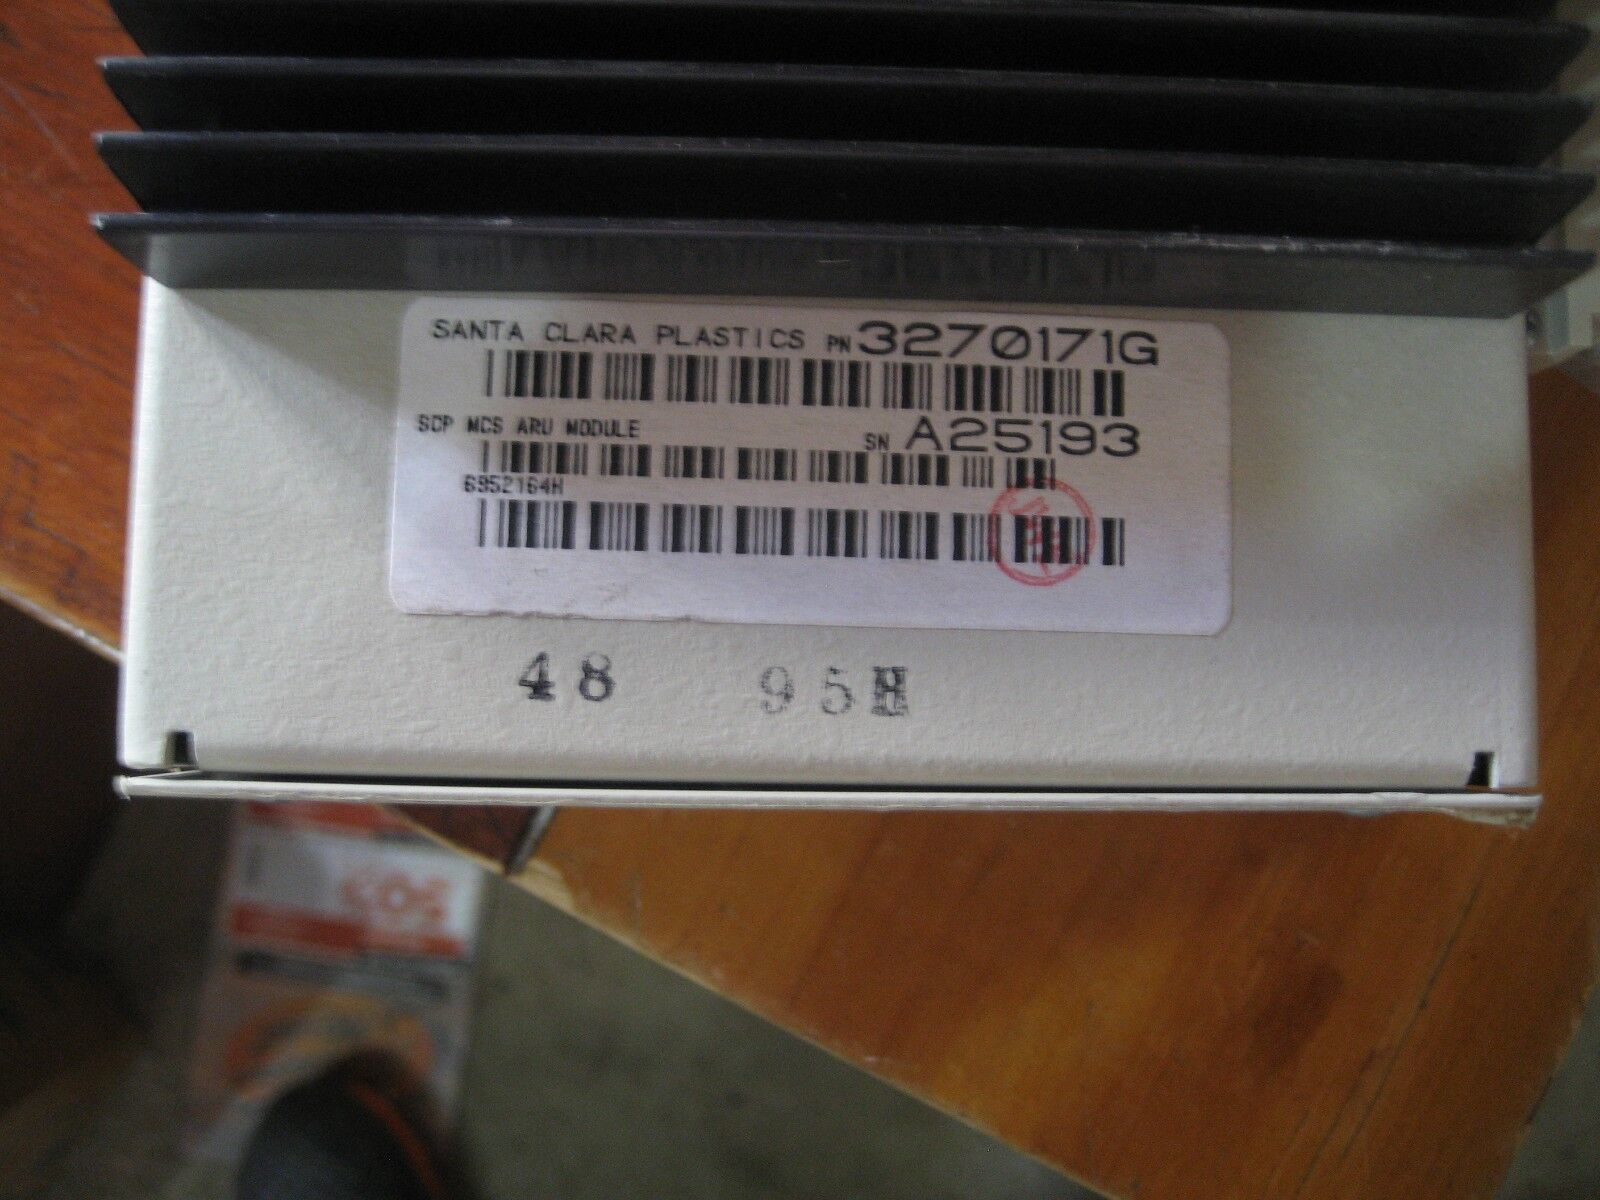 SANTA CLARA PLASTICS PN 3270171G
SCP MCS ARU MODULE SN A25193
6952164H
48 95H